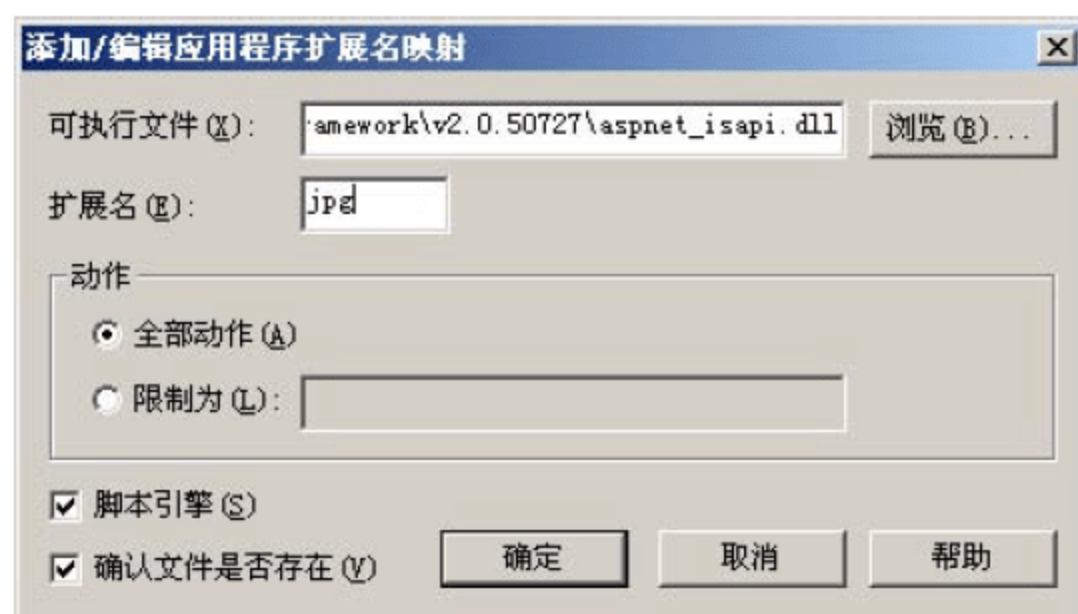 添加/编辑应用程序扩展名映射
可执行文件(X): amework\v2.0.50727\aspnet_isapi.dll 浏览(B)...
扩展名(E): jpg
动作
全部动作(A)
限制为(L):
脚本引擎(S)
确认文件是否存在(V) 确定 取消 帮助